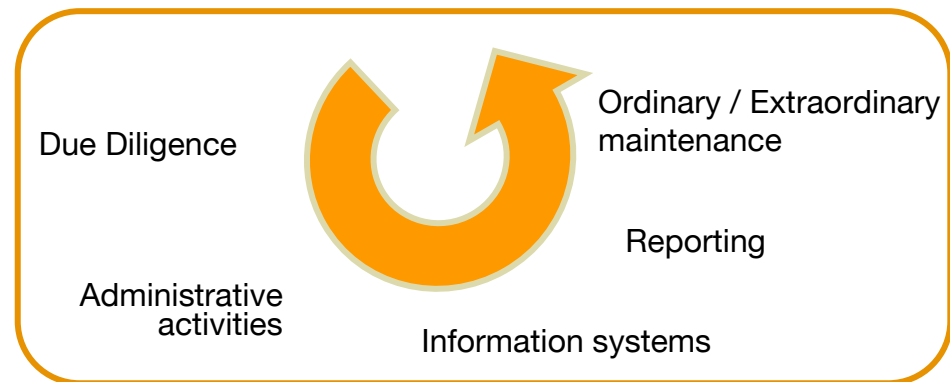 Due Diligence
Administrative
activities
Information systems
Reporting
Ordinary / Extraordinary
maintenance